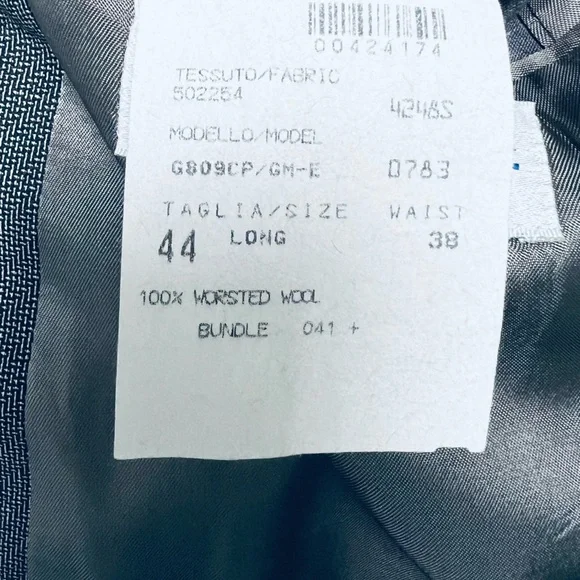 00424174
TESSUTO/FABRIC
502254
4248S
MODELLO/MODEL
G809CP/GM-E 0783
TAGLIA/SIZE WAIST
44 LONG 38
100% WORSTED WOOL
BUNDLE 041 +